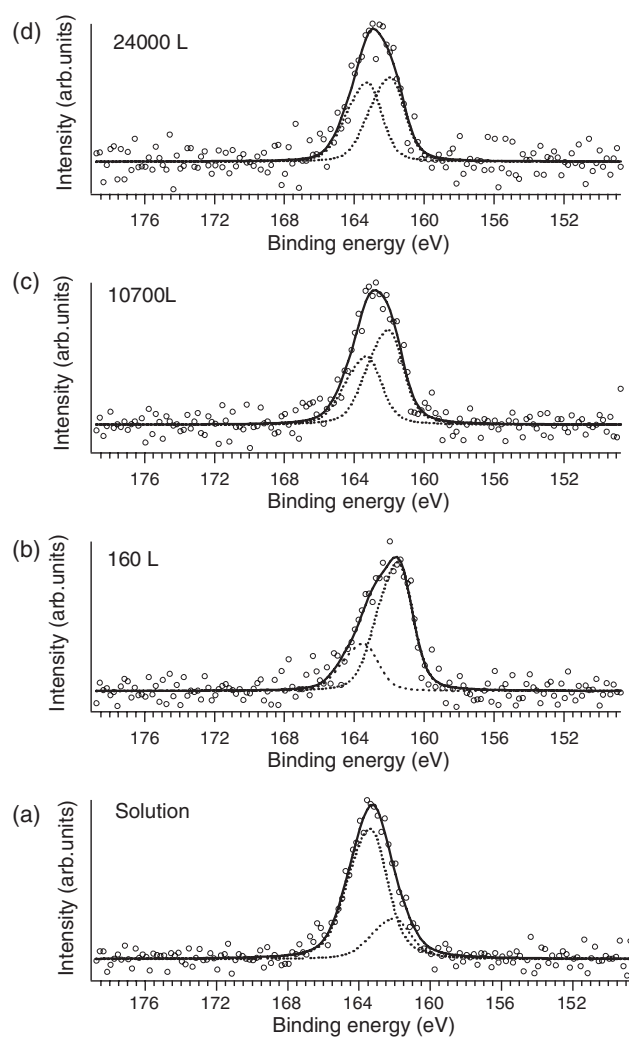 (d)
24000 L
Intensity (arb.units)
176 172 168 164 160 156 152
Binding energy (eV)
(c)
10700L
Intensity (arb.units)
176 172 168 164 160 156 152
Binding energy (eV)
(b)
160 L
Intensity (arb.units)
176 172 168 164 160 156 152
Binding energy (eV)
(a)
Solution
Intensity (arb.units)
176 172 168 164 160 156 152
Binding energy (eV)